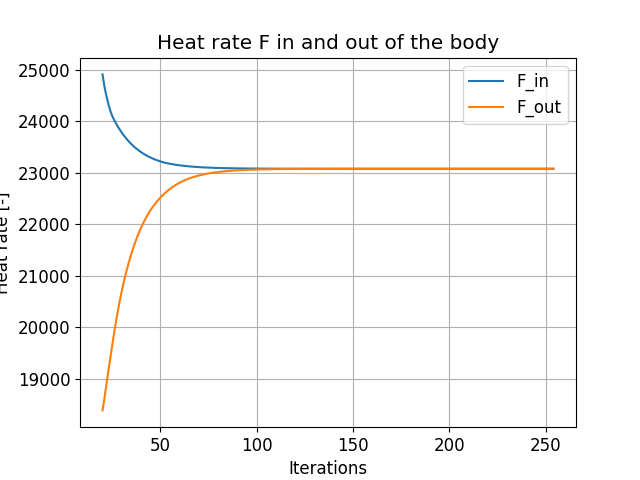 Heat rate F in and out of the body
25000
24000
23000
22000
21000
20000
19000
Heat rate [-]
F_in
F_out
50
100
150
200
250
Iterations